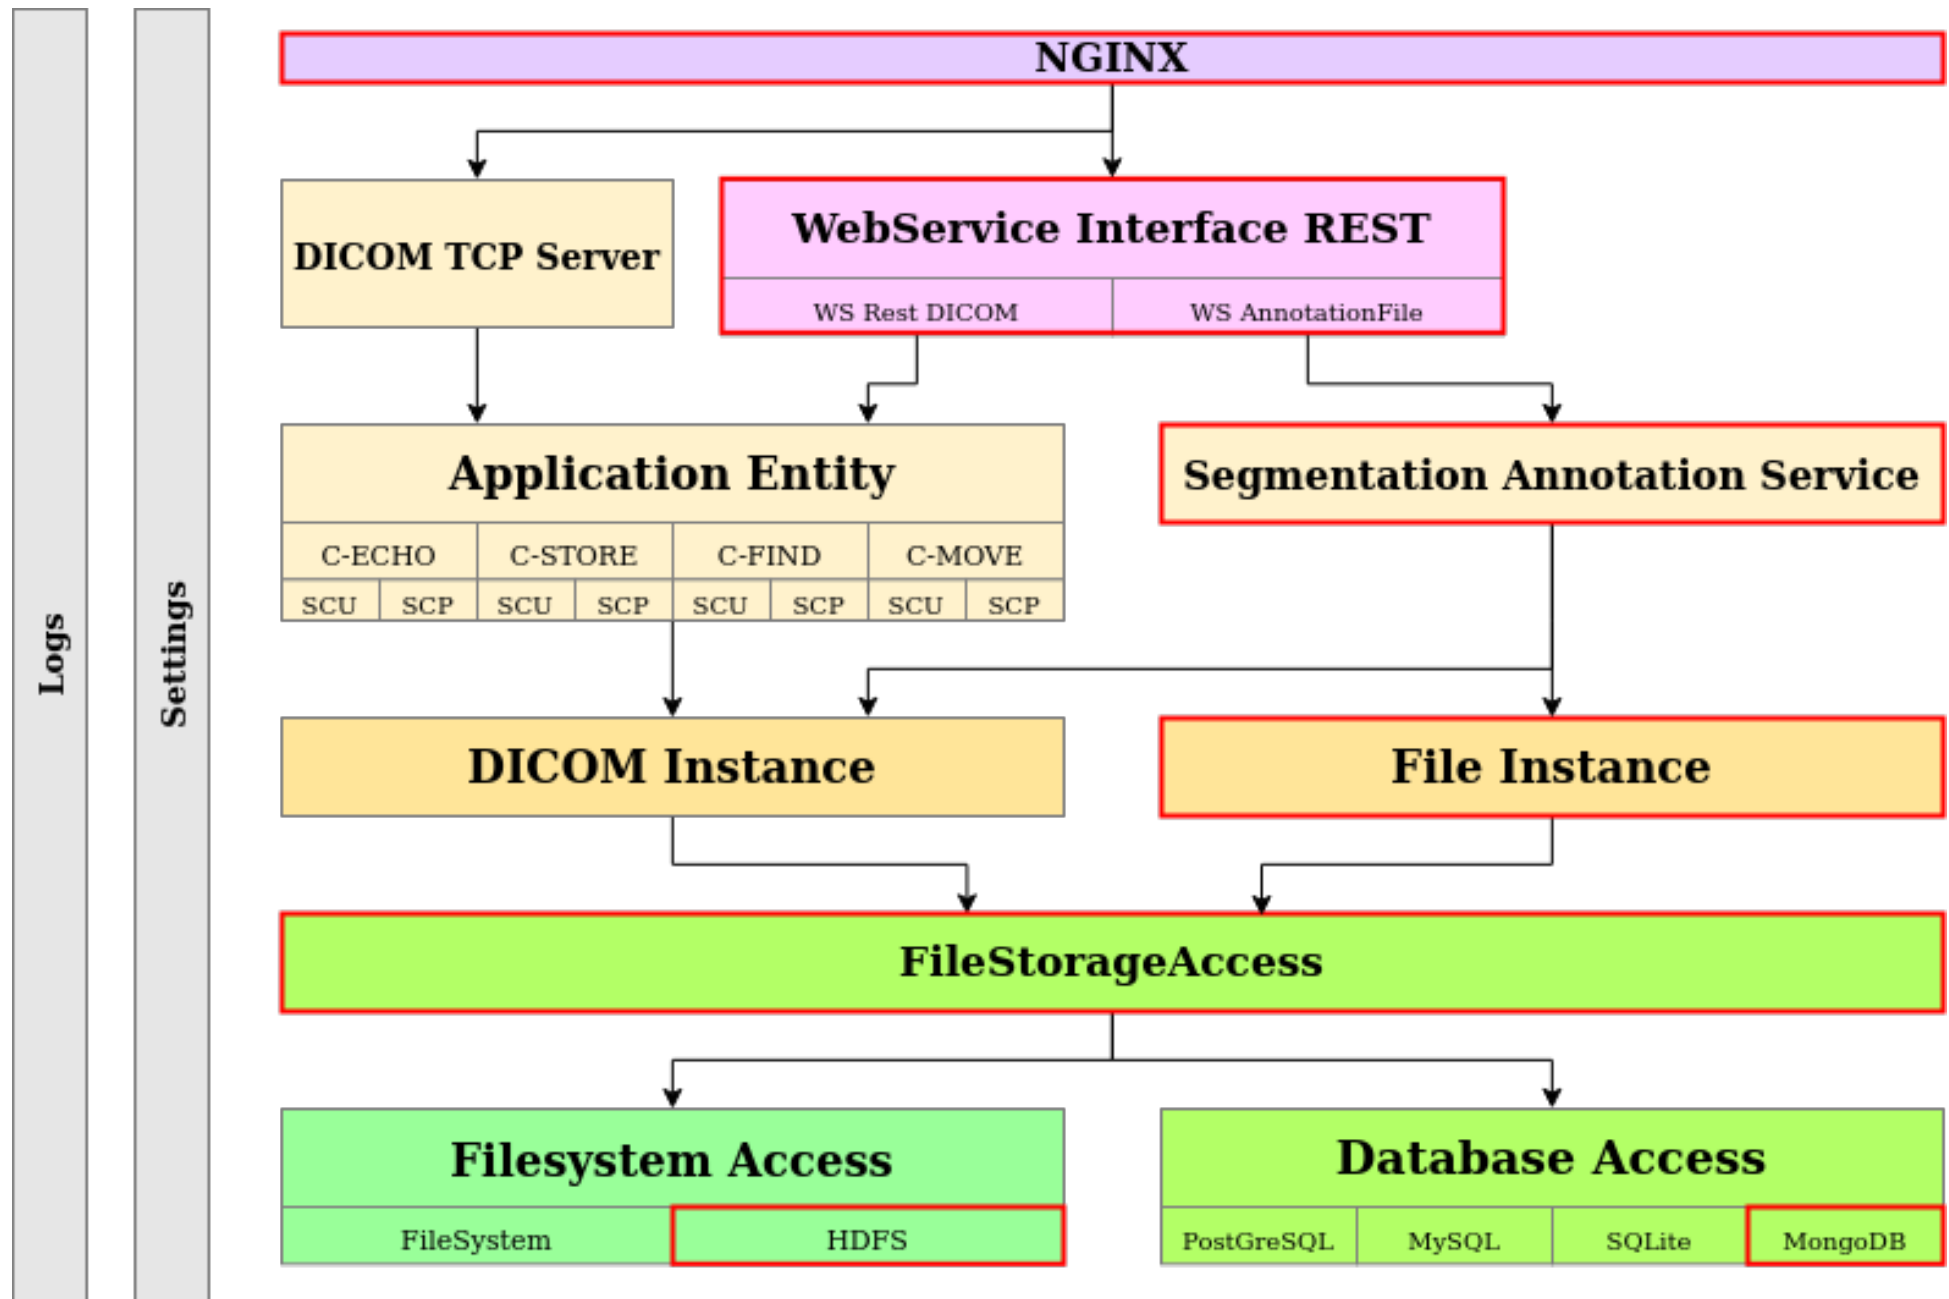 Logs
Settings
NGINX
DICOM TCP Server
WebService Interface REST
WS Rest DICOM
WS AnnotationFile
Application Entity
C-ECHO
C-STORE
C-FIND
C-MOVE
SCU
SCP
SCU
SCP
SCU
SCP
SCU
SCP
Segmentation Annotation Service
DICOM Instance
File Instance
FileStorageAccess
Filesystem Access
FileSystem
HDFS
Database Access
PostGreSQL
MySQL
SQLite
MongoDB